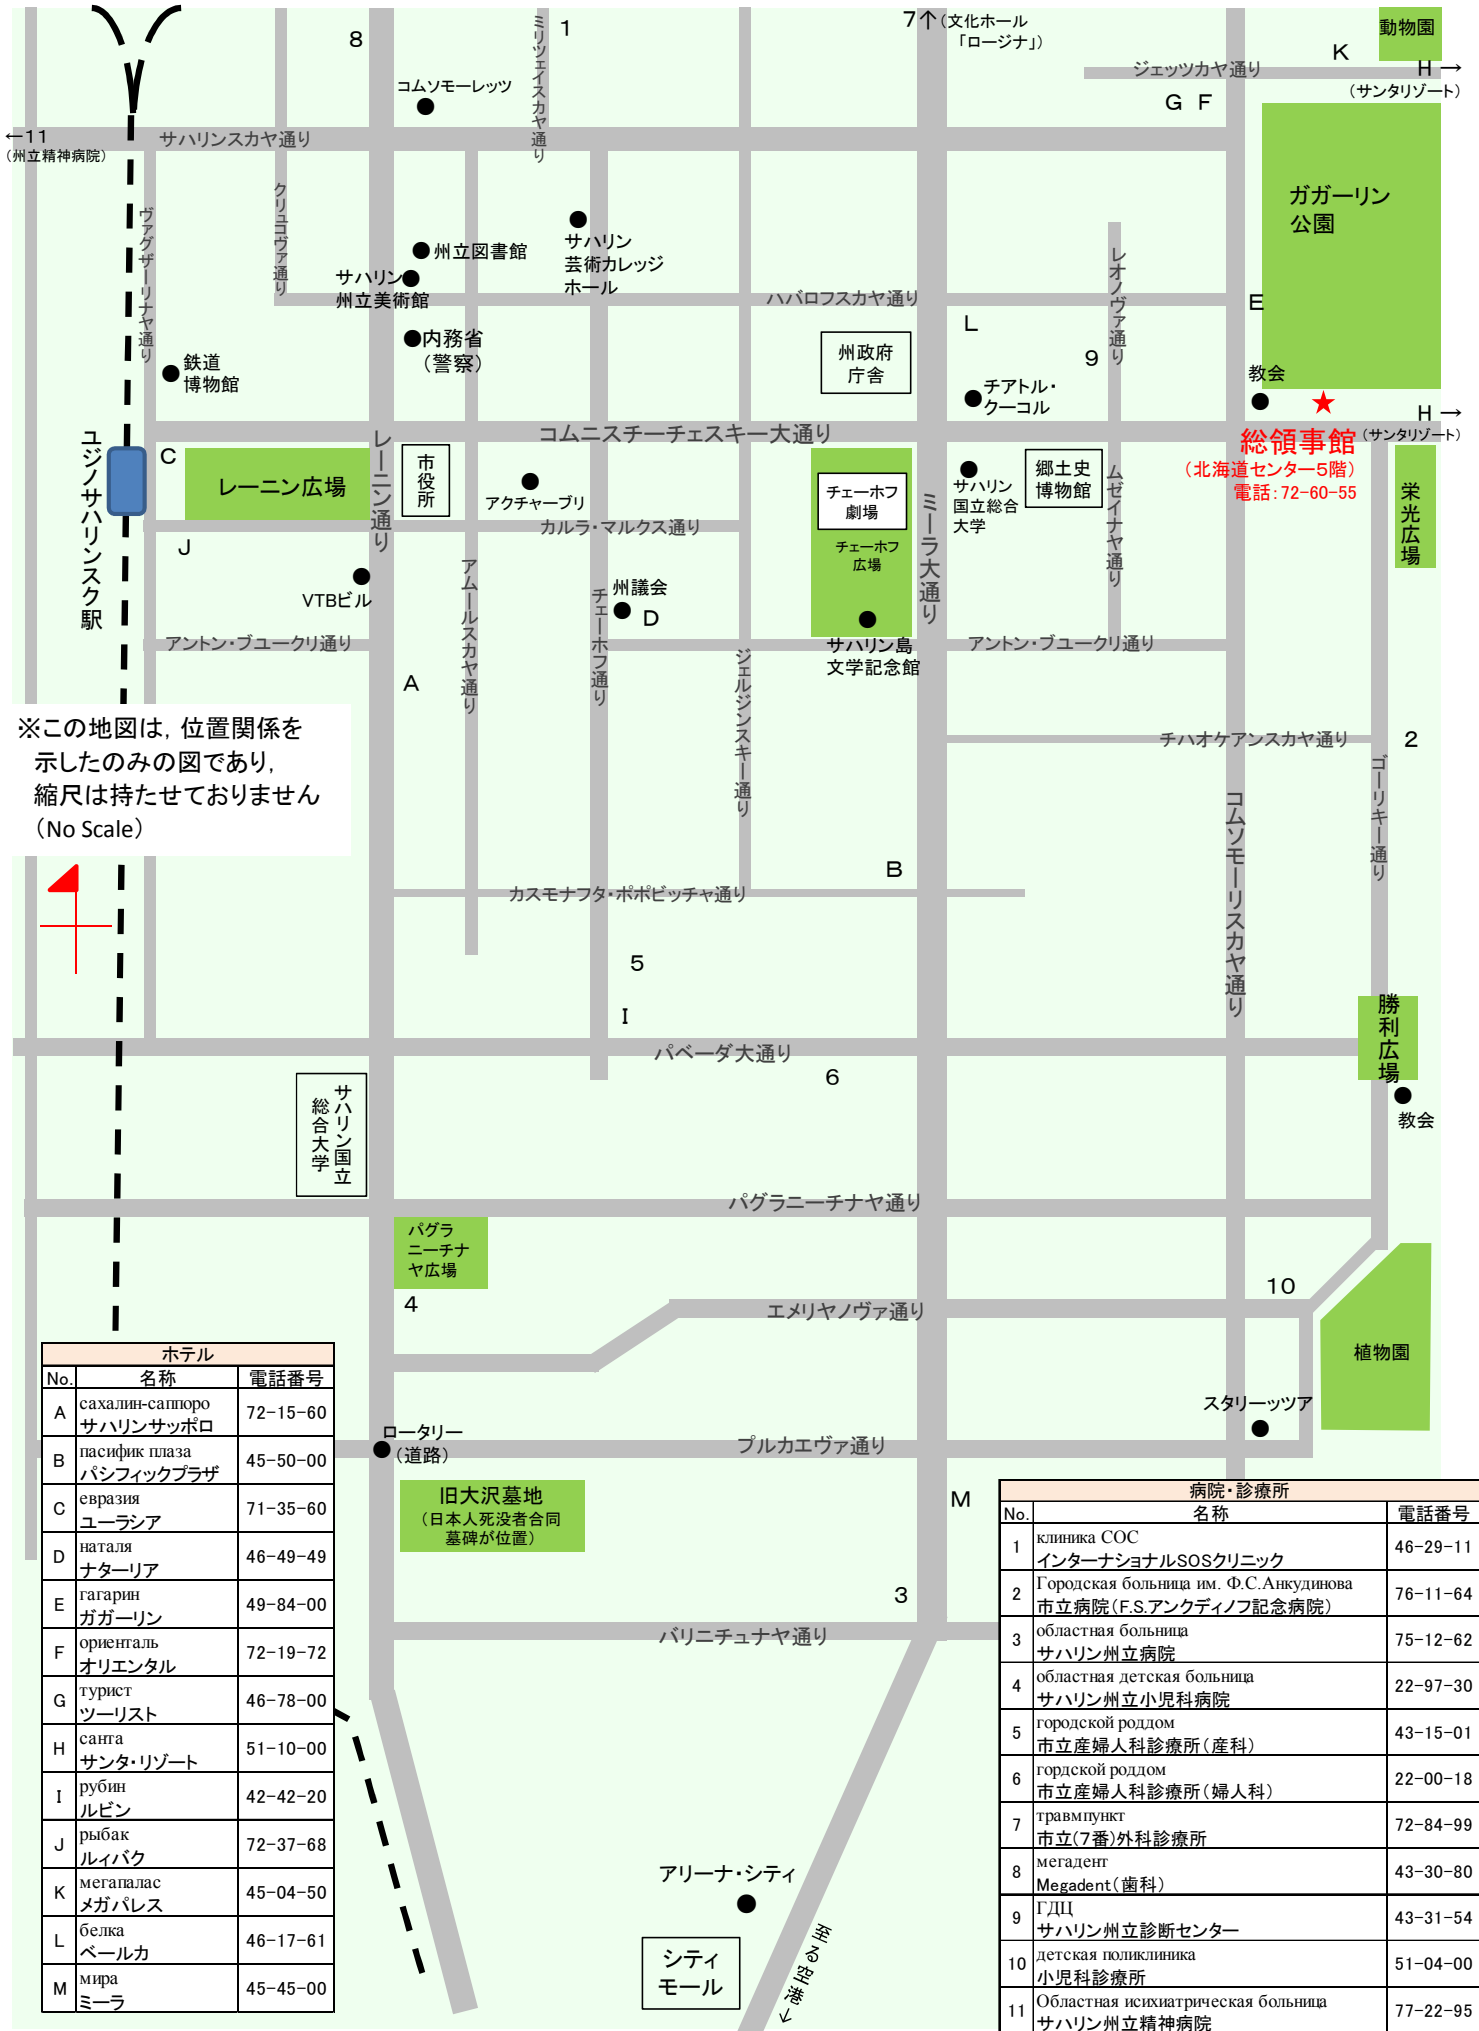 8
ミリツェイスカヤ通り
1
7↑(文化ホール
「ロージナ」)
動物園
K
H →
(サンタリゾート)
ジェッツカヤ通り
G F
コムソモーレッツ
←11
(州立精神病院)
サハリンスカヤ通り
ガガーリン
公園
クリュコヴァ通り
ヴァグザーリナヤ通り
州立図書館
サハリン
州立美術館
サハリン
芸術カレッジ
ホール
ハバロフスカヤ通り
レオノヴァ通り
E
L
9
内務省
(警察)
州政府
庁舎
鉄道
博物館
チアトル・
クーコル
教会
★
H →
(サンタリゾート)
コムニスチーチェスキー大通り
総領事館
(北海道センター5階)
電話:72-60-55
ユジノサハリンスク駅
C
レーニン広場
レーニン通り
市役所
アクチャーブリ
チェーホフ
劇場
チェーホフ
広場
ミーラ大通り
サハリン
国立総合
大学
郷土史
博物館
ムゼイナヤ通り
栄光広場
カルラ・マルクス通り
J
VTBビル
アムールスカヤ通り
チェーホフ通り
州議会
D
サハリン島
文学記念館
アントン・ブユークリ通り
アントン・ブユークリ通り
A
ジェルジンスキー通り
※この地図は, 位置関係を
示したのみの図であり,
縮尺は持たせておりません
(No Scale)
チハオケアンスカヤ通り
2
ゴーリキー通り
コムソモーリスカヤ通り
B
カスモナフタ・ポポビッチャ通り
5
I
パベーダ大通り
6
勝利広場
教会
サハリン国立
総合大学
パグラニーチナヤ通り
パグラ
ニーチナ
ヤ広場
4
エメリヤノヴァ通り
10
植物園
スタリーッツア
ロータリー
(道路)
プルカエヴァ通り
旧大沢墓地
(日本人死没者合同
墓碑が位置)
M
3
バリニチュナヤ通り
アリーナ・シティ
シティ
モール
至る空港→
ホテル
No. 名称 電話番号
A сахалин-саппоро
サハリンサッポロ 72-15-60
B пасифик плаза
パシフィックプラザ 45-50-00
C евразия
ユーラシア 71-35-60
D наталя
ナターリア 46-49-49
E гагарин
ガガーリン 49-84-00
F ориенталь
オリエンタル 72-19-72
G турист
ツーリスト 46-78-00
H санта
サンタ・リゾート 51-10-00
I рубин
ルビン 42-42-20
J рыбак
ルィバク 72-37-68
K мегапалас
メガパレス 45-04-50
L белка
ベールカ 46-17-61
M мира
ミーラ 45-45-00
病院・診療所
No. 名称 電話番号
1 клиника СОС
インターナショナルSOSクリニック 46-29-11
2 Городская больница им. Ф.С.Анкудинова
市立病院(F.S.アンクディノフ記念病院) 76-11-64
3 областная больница
サハリン州立病院 75-12-62
4 областная детская больница
サハリン州立小児科病院 22-97-30
5 городской роддом
市立産婦人科診療所(産科) 43-15-01
6 гордской роддом
市立産婦人科診療所(婦人科) 22-00-18
7 травмпункт
市立(7番)外科診療所 72-84-99
8 мегадент
Megadent(歯科) 43-30-80
9 ГДЦ
サハリン州立診断センター 43-31-54
10 детская поликлиника
小児科診療所 51-04-00
11 Областная исихиатрическая больница
サハリン州立精神病院 77-22-95